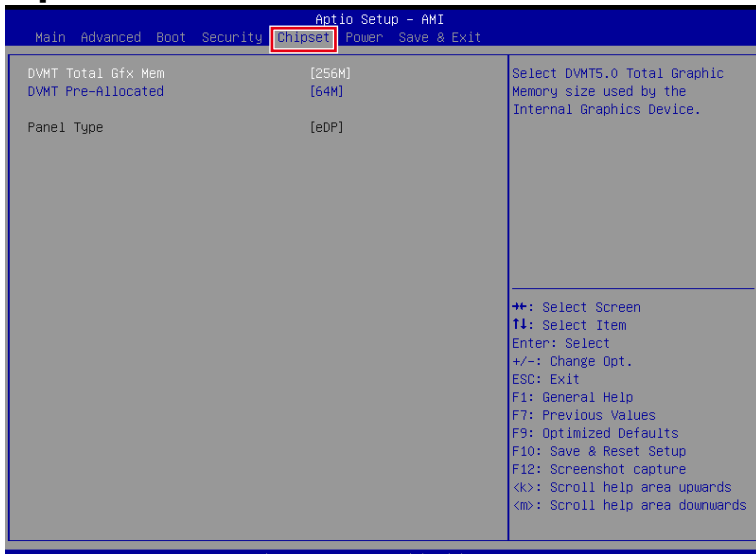 Aptio Setup – AMI
Main Advanced Boot Security Chipset Power Save & Exit
DVMT Total Gfx Mem [256M]
DVMT Pre-Allocated [64M]
Panel Type [eDP]
Select DVMT5.0 Total Graphic
Memory size used by the
Internal Graphics Device.
→←: Select Screen
↑↓: Select Item
Enter: Select
+/-: Change Opt.
ESC: Exit
F1: General Help
F7: Previous Values
F9: Optimized Defaults
F10: Save & Reset Setup
F12: Screenshot capture
<k>: Scroll help area upwards
<m>: Scroll help area downwards